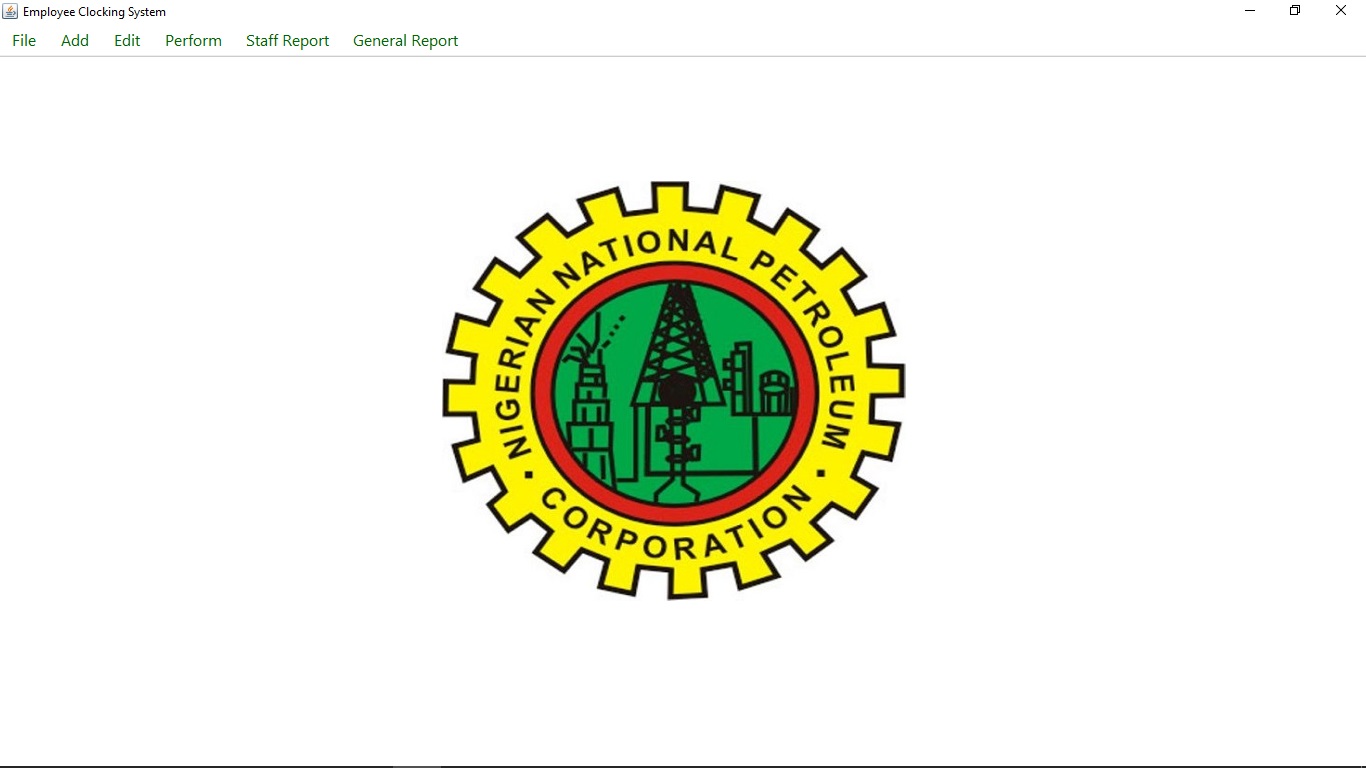 Employee Clocking System
File Add Edit Perform Staff Report General Report
NIGERIAN NATIONAL PETROLEUM
CORPORATION